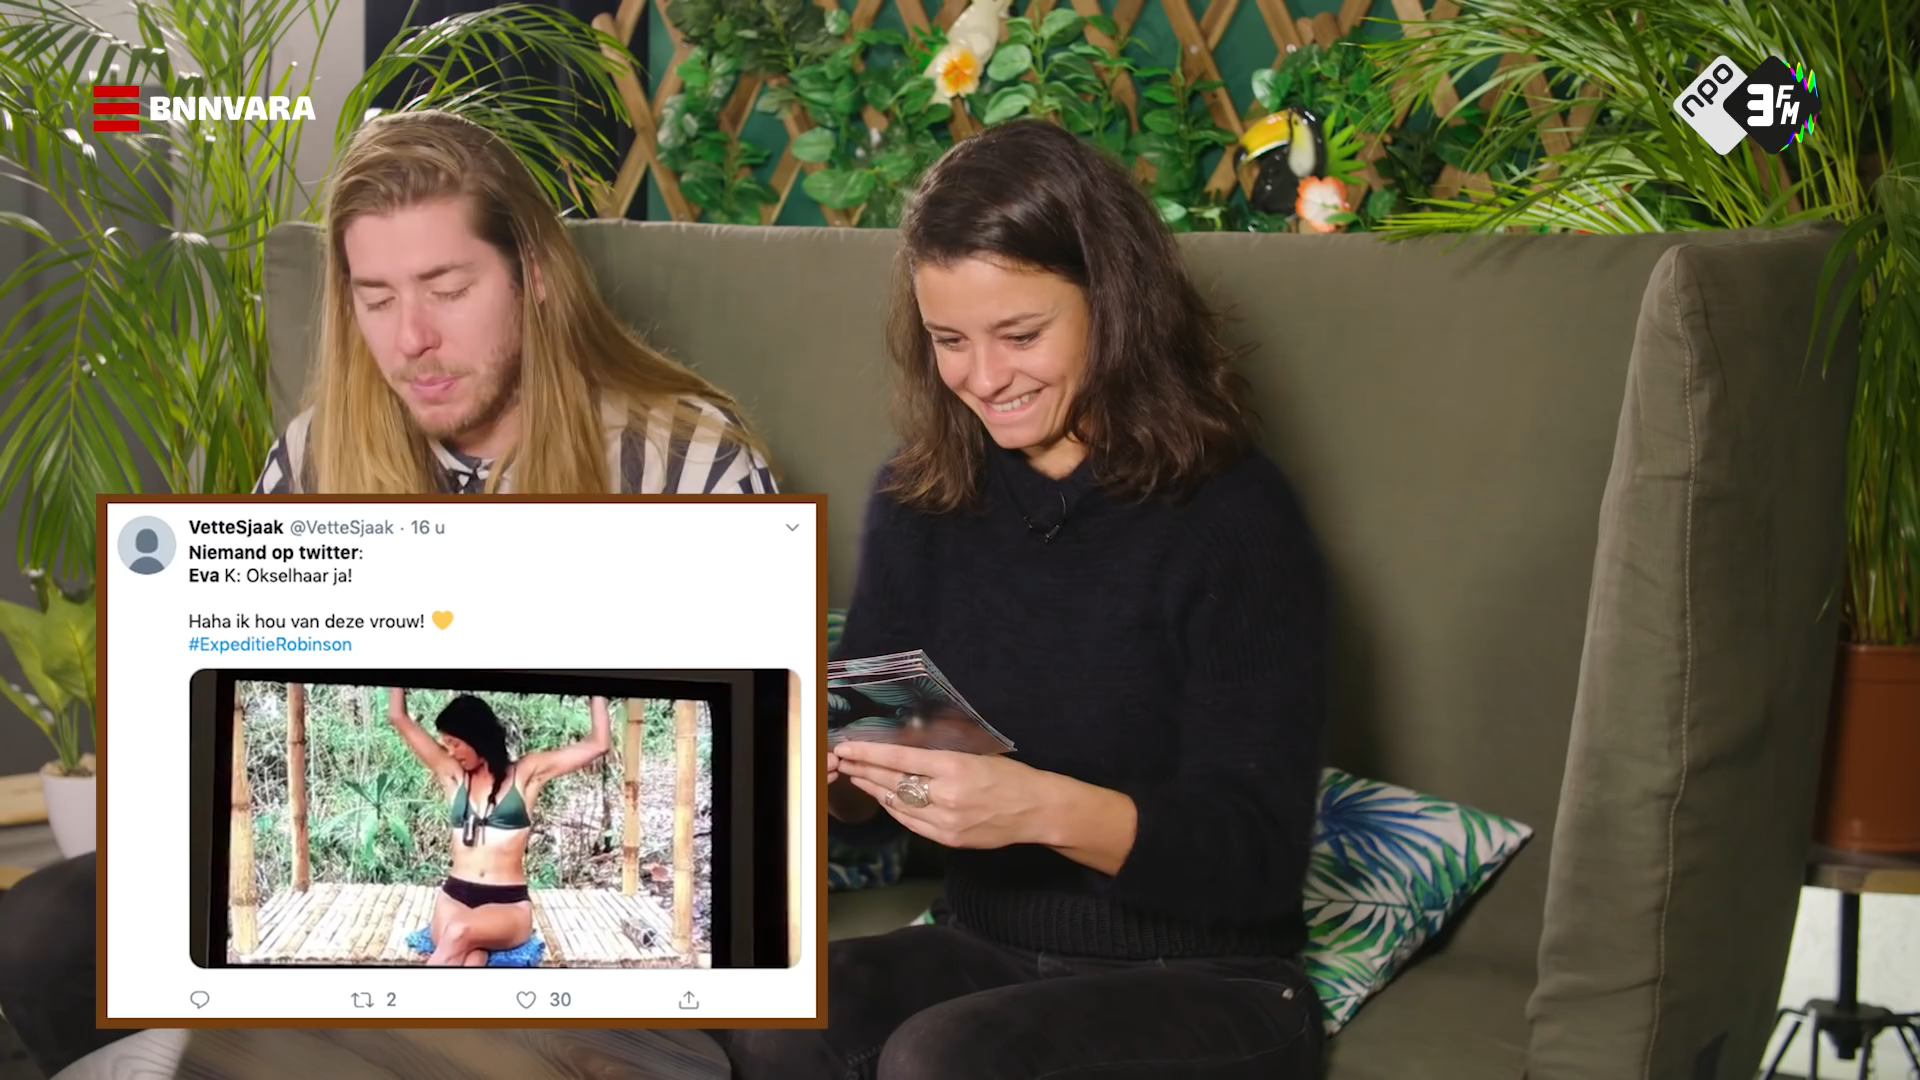 BNNVARA
npo
3FM
VetteSjaak @VetteSjaak · 16 u
Niemand op twitter:
Eva K: Okselhaar ja!
Haha ik hou van deze vrouw! 💛
#ExpeditieRobinson
2
30